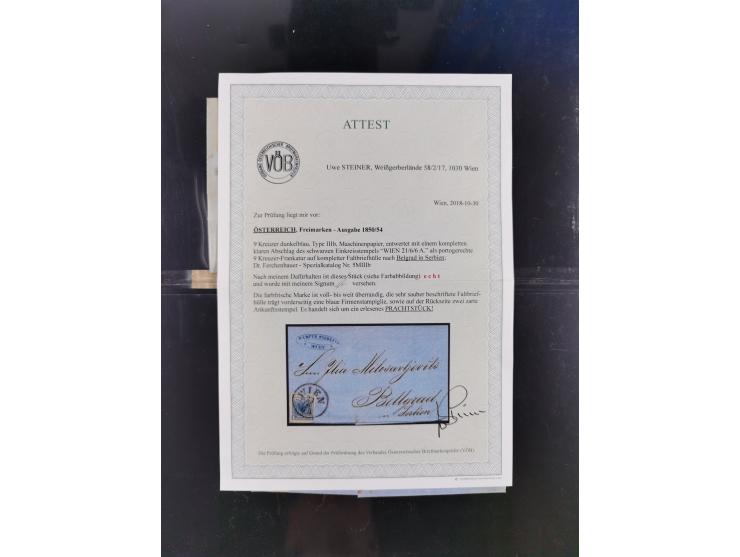 ATTEST
VÖB
Uwe STEINER, Weißgerberlände 58/2/17, 1030 Wien
Wien, 2018-10-30
Zur Prüfung liegt mir vor:
ÖSTERREICH, Freimarken - Ausgabe 1850/54
9 Kreuzer dunkelblau, Type IIIb, Maschinenpapier, entwertet mit einem kompletten
klaren Abschlag des schwarzen Einkreisstempels "WIEN 21/6/6 A." als portogerechte
9 Kreuzer-Frankatur auf kompletter Faltbriefhülle nach Belgrad in Serbien;
Dr. Ferchenbauer - Spezialkatalog Nr. 5MIIIb
Nach meinem Dafürhalten ist dieses Stück (siehe Farbabbildung) echt
und wurde mit meinem Signum versehen.
Die farbfrische Marke ist voll- bis weit überrandig, die sehr sauber beschriftete Faltbrief-
hülle trägt vorderseitig eine blaue Firmenstampiglie, sowie auf der Rückseite zwei zarte
Ankunftsstempel. Es handelt sich um ein erlesenes PRACHTSTÜCK!
WIEN
Belgrad
Serbien
Die Prüfung erfolgte auf Grund der Prüfordnung des Verbandes Österreichischer Briefmarkenprüfer (VÖB)